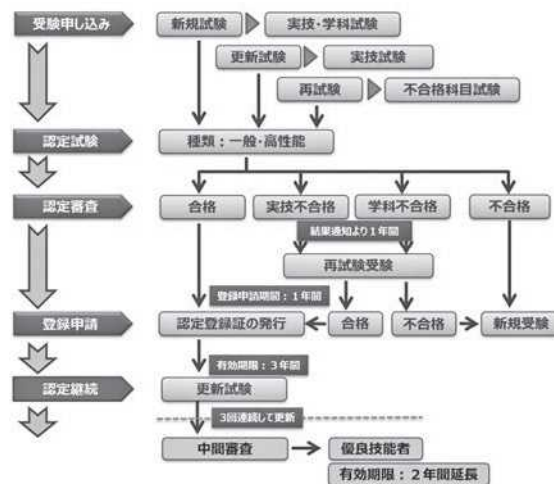 受験申し込み
新規試験
実技・学科試験
更新試験
実技試験
再試験
不合格科目試験
認定試験
種類：一般・高性能
認定審査
合格
実技不合格
学科不合格
不合格
結果通知より1年間
再試験受験
登録申請期間：1年間
登録申請
認定登録証の発行
合格
不合格
新規受験
有効期限：3年間
認定継続
更新試験
3回連続して更新
中間審査
優良技能者
有効期限：2年間延長